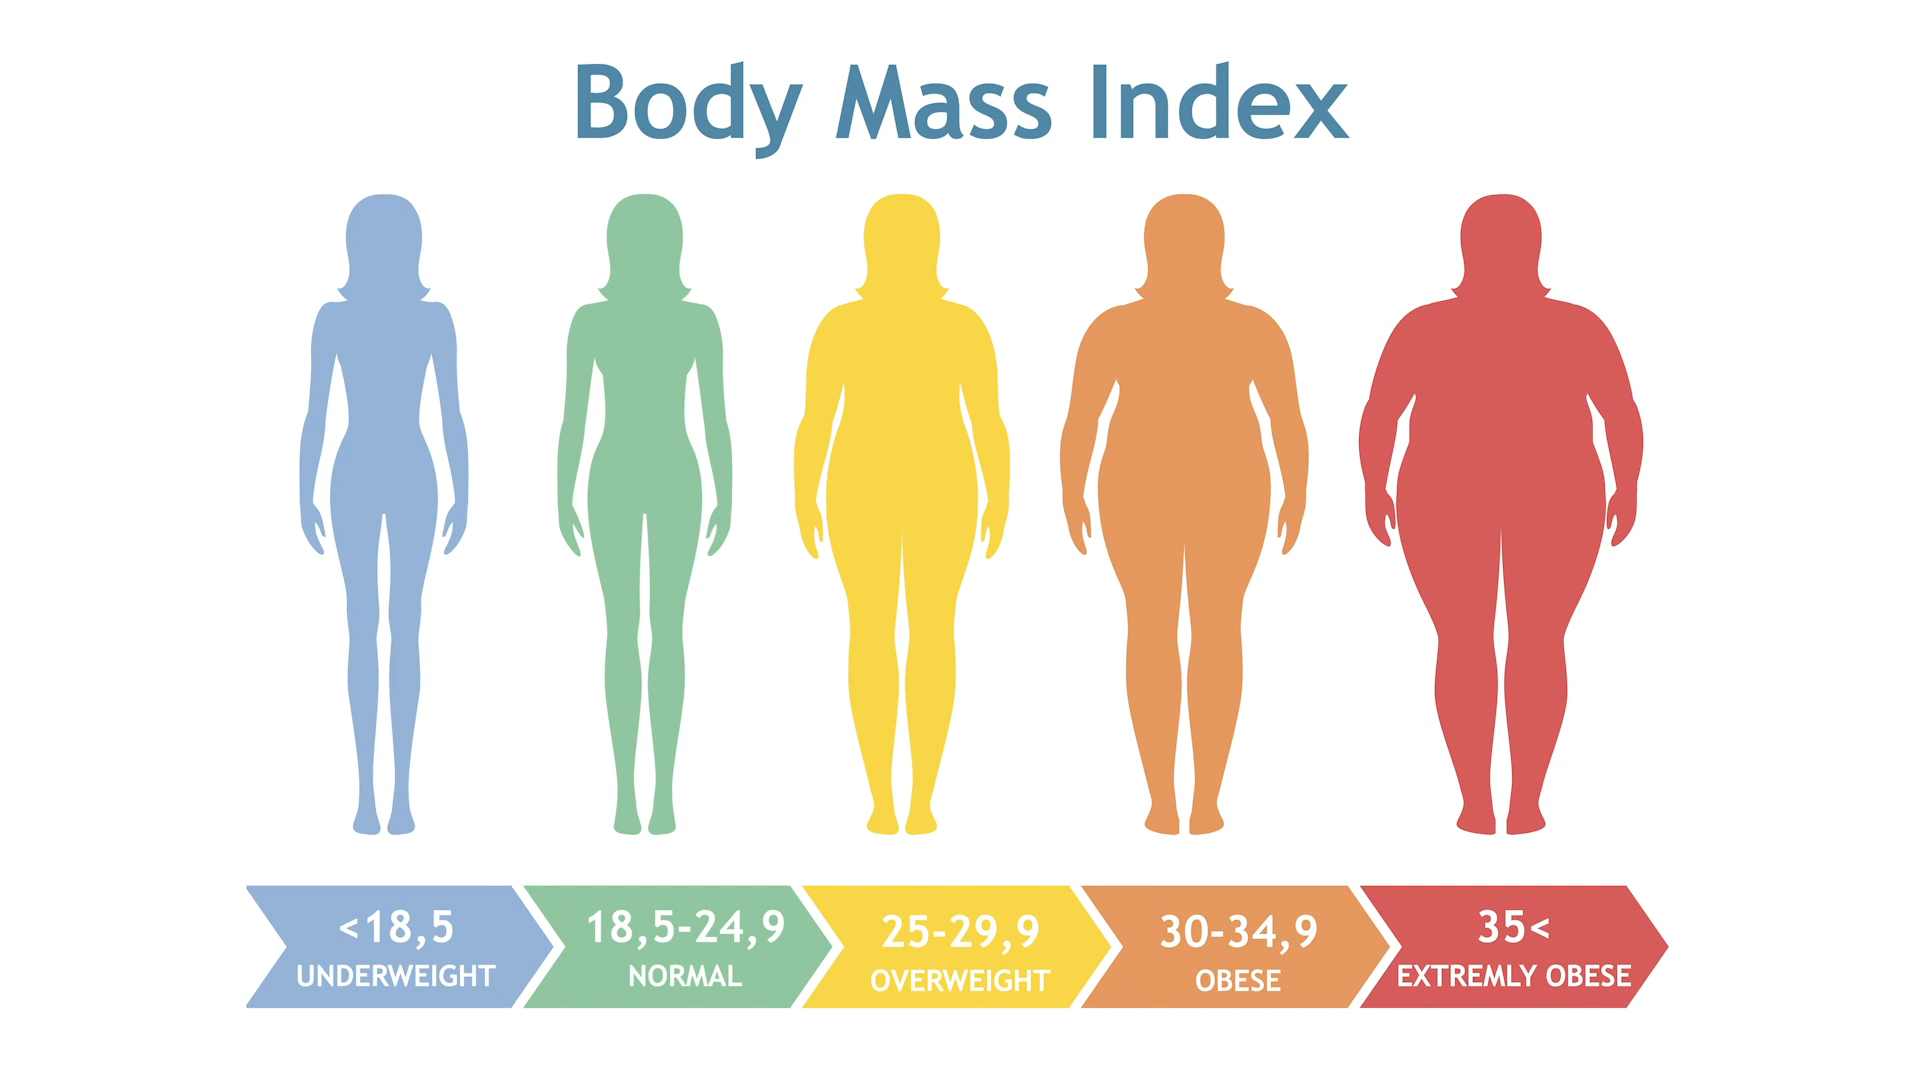 Body Mass Index
<18,5
UNDERWEIGHT
18,5-24,9
NORMAL
25-29,9
OVERWEIGHT
30-34,9
OBESE
35<
EXTREMLY OBESE